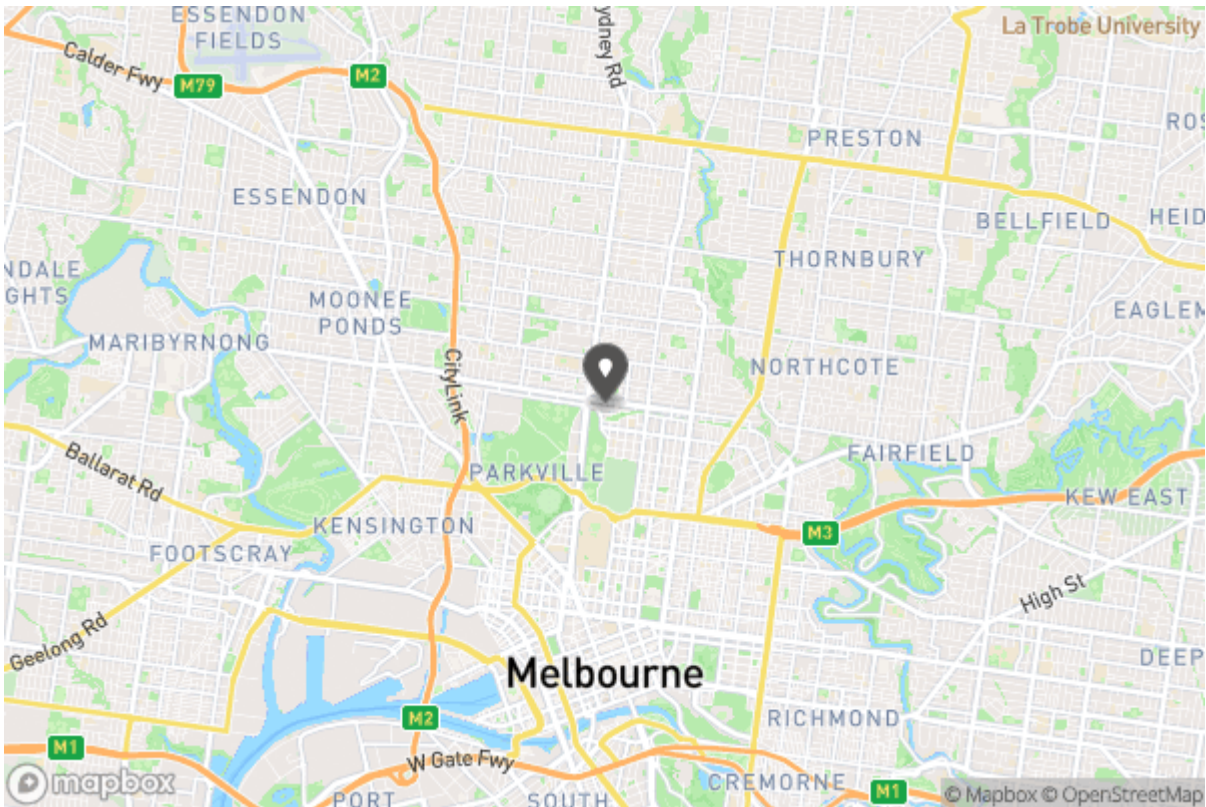 ESSENDON
FIELDS
ydney Rd
La Trobe University
Calder Fwy
M79
M2
PRESTON
ROS
ESSENDON
BELLFIELD
HEID
THORNBURY
NDALE
GHTS
MOONEE
PONDS
EAGLEM
MARIBYRNONG
CityLink
NORTHCOTE
Ballarat Rd
PARKVILLE
FAIRFIELD
KEW EAST
KENSINGTON
M3
FOOTSCRAY
High St
Geelong Rd
Melbourne
DEEP
M2
RICHMOND
M1
W Gate Fwy
mapbox
PORT
SOUTH
CREMORNE
M1
© Mapbox © OpenStreetMap